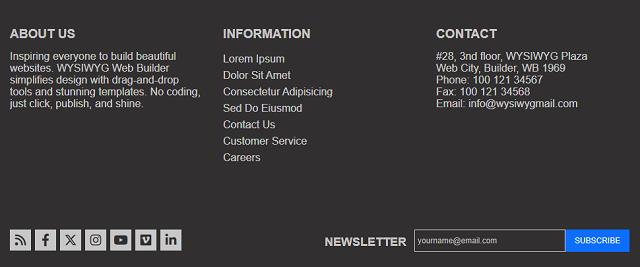 ABOUT US
Inspiring everyone to build beautiful
websites. WYSIWYG Web Builder
simplifies design with drag-and-drop
tools and stunning templates. No coding,
just click, publish, and shine.
INFORMATION
Lorem Ipsum
Dolor Sit Amet
Consectetur Adipisicing
Sed Do Eiusmod
Contact Us
Customer Service
Careers
CONTACT
#28, 3nd floor, WYSIWYG Plaza
Web City, Builder, WB 1969
Phone: 100 121 34567
Fax: 100 121 34568
Email: info@wysiwygmail.com
NEWSLETTER
yourname@email.com
SUBSCRIBE